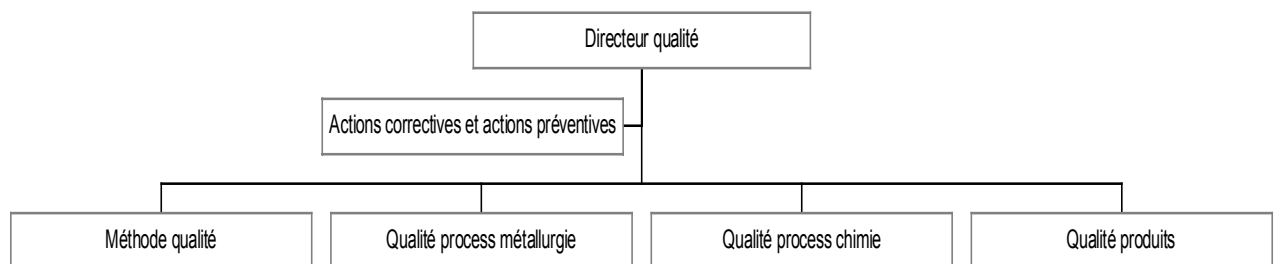 Directeur qualité
Actions correctives et actions préventives
Méthode qualité
Qualité process métallurgie
Qualité process chimie
Qualité produits